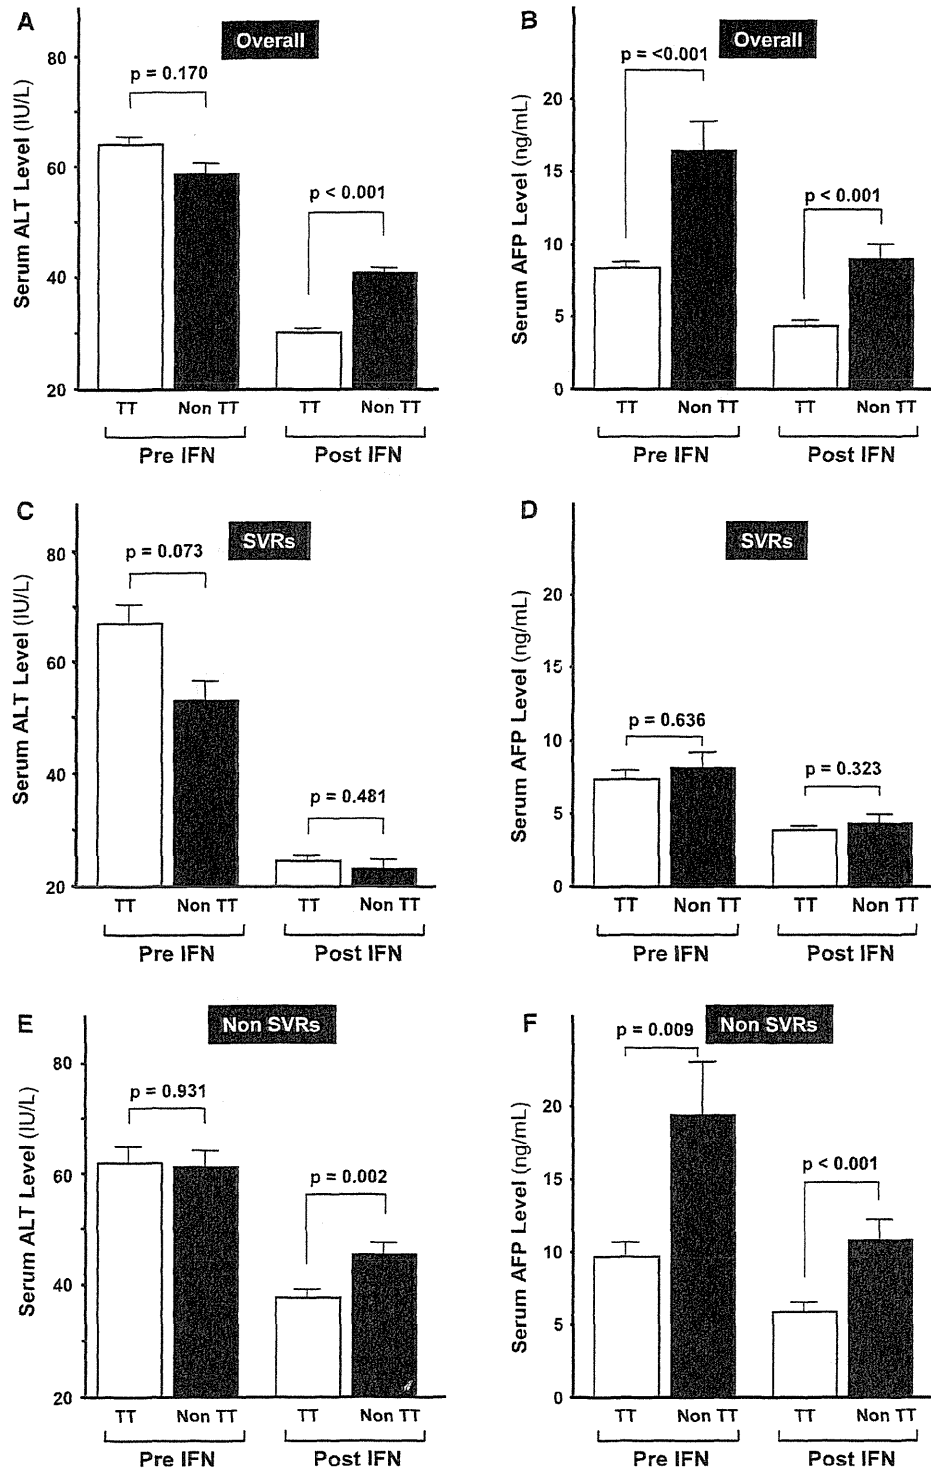 A
Overall
Serum ALT Level (IU/L)
80
60
40
20
p = 0.170
p < 0.001
TT Non TT TT Non TT
Pre IFN Post IFN
B
Overall
Serum AFP Level (ng/mL)
20
15
10
5
0
p = <0.001
p < 0.001
TT Non TT TT Non TT
Pre IFN Post IFN
C
SVRs
Serum ALT Level (IU/L)
80
60
40
20
p = 0.073
p = 0.481
TT Non TT TT Non TT
Pre IFN Post IFN
D
SVRs
Serum AFP Level (ng/mL)
20
15
10
5
0
p = 0.636
p = 0.323
TT Non TT TT Non TT
Pre IFN Post IFN
E
Non SVRs
Serum ALT Level (IU/L)
80
60
40
20
p = 0.931
p = 0.002
TT Non TT TT Non TT
Pre IFN Post IFN
F
Non SVRs
Serum AFP Level (ng/mL)
20
15
10
5
0
p = 0.009
p < 0.001
TT Non TT TT Non TT
Pre IFN Post IFN